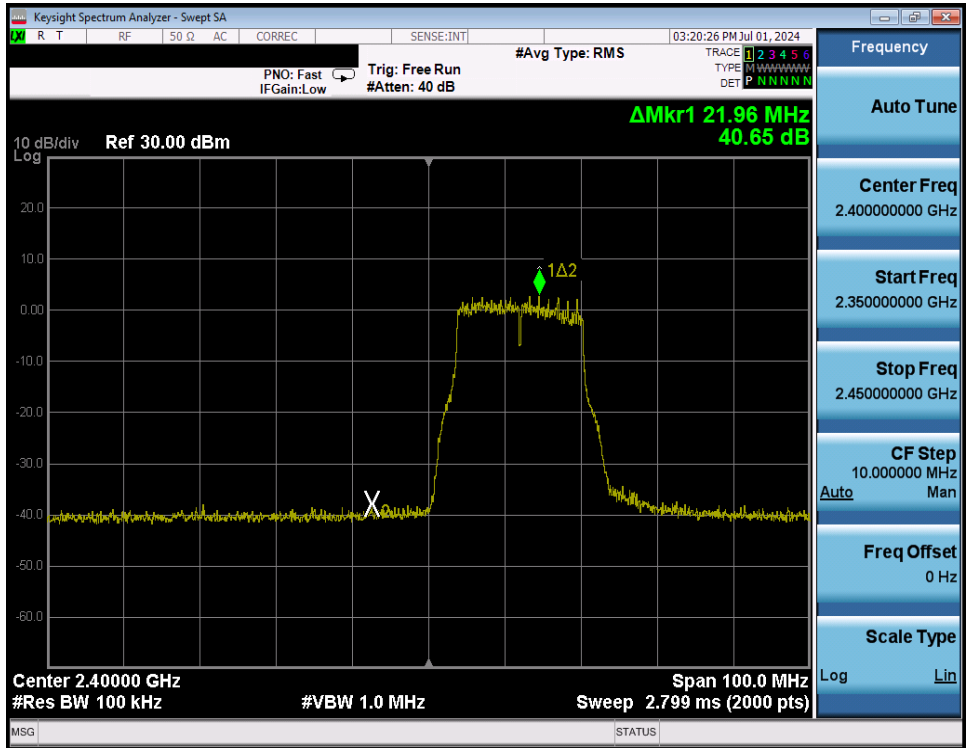 Keysight Spectrum Analyzer - Swept SA
LXI R T RF 50 Ω AC CORREC SENSE:INT 03:20:26 PM Jul 01, 2024
#Avg Type: RMS
TRACE 1 2 3 4 5 6
TYPE M WWWWW
DET P N N N N N
PNO: Fast
IFGain:Low
Trig: Free Run
#Atten: 40 dB
ΔMkr1 21.96 MHz
40.65 dB
10 dB/div Ref 30.00 dBm
Log
20.0
10.0
0.00
-10.0
-20.0
-30.0
-40.0
-50.0
-60.0
1Δ2
X
Center 2.40000 GHz Span 100.0 MHz
#Res BW 100 kHz #VBW 1.0 MHz Sweep 2.799 ms (2000 pts)
MSG STATUS
Frequency
Auto Tune
Center Freq
2.400000000 GHz
Start Freq
2.350000000 GHz
Stop Freq
2.450000000 GHz
CF Step
10.000000 MHz
Auto Man
Freq Offset
0 Hz
Scale Type
Log Lin